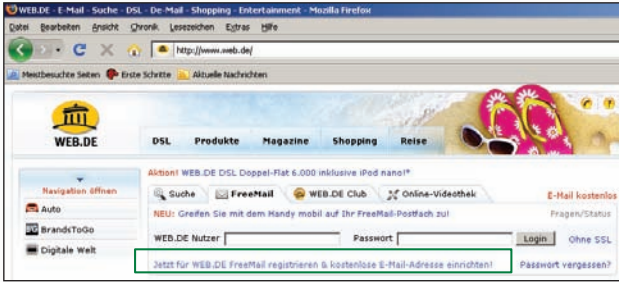 WEB.DE - E-Mail - Suche - DSL - De-Mail - Shopping - Entertainment - Mozilla Firefox
Datei Bearbeiten Ansicht Chronik Lesezeichen Extras Hilfe
http://www.web.de/
Meistbesuchte Seiten Erste Schritte Aktuelle Nachrichten
WEB.DE
DSL Produkte Magazine Shopping Reise
Navigation öffnen
Auto
BrandsToGo
Digitale Welt
Aktion! WEB.DE DSL Doppel-Flat 6.000 inklusive iPod nano!*
Suche FreeMail WEB.DE Club Online-Videothek E-Mail kostenlos
NEU: Greifen Sie mit dem Handy mobil auf Ihr FreeMail-Postfach zu! Fragen/Status
WEB.DE Nutzer Passwort Login Ohne SSL
Jetzt für WEB.DE FreeMail registrieren & kostenlose E-Mail-Adresse einrichten! Passwort vergessen?